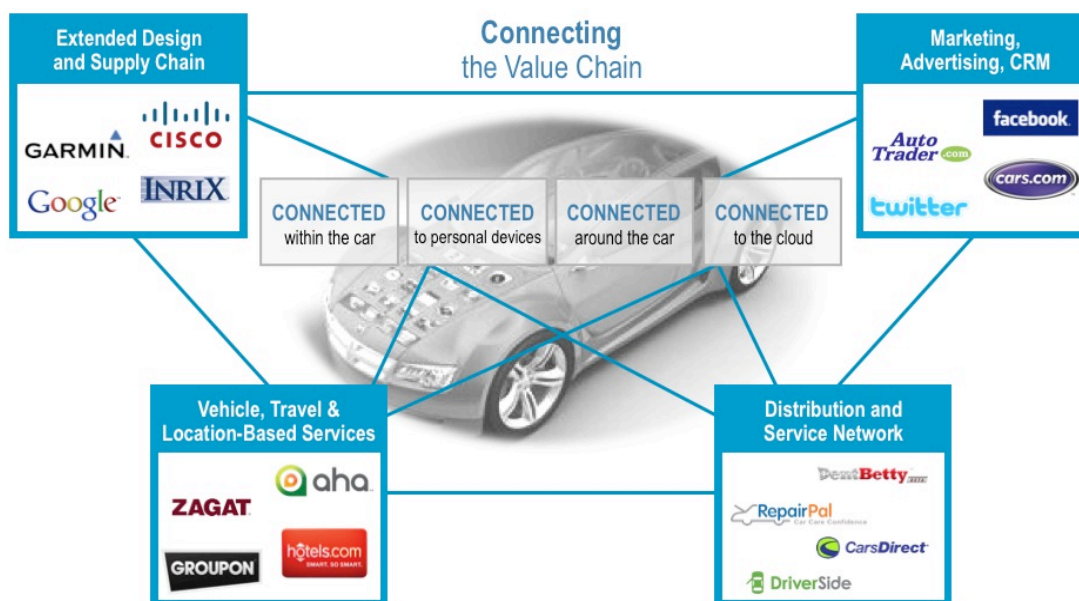 Connecting
the Value Chain
Extended Design
and Supply Chain
GARMIN
CISCO
Google
INRIX
Marketing,
Advertising, CRM
facebook
Auto
Trader.com
cars.com
twitter
CONNECTED
within the car
CONNECTED
to personal devices
CONNECTED
around the car
CONNECTED
to the cloud
Vehicle, Travel &
Location-Based Services
aha
ZAGAT
hotels.com
SMART. SO SMART.
GROUPON
Distribution and
Service Network
DentBetty
RepairPal
Car Care Confidence
CarsDirect
DriverSide